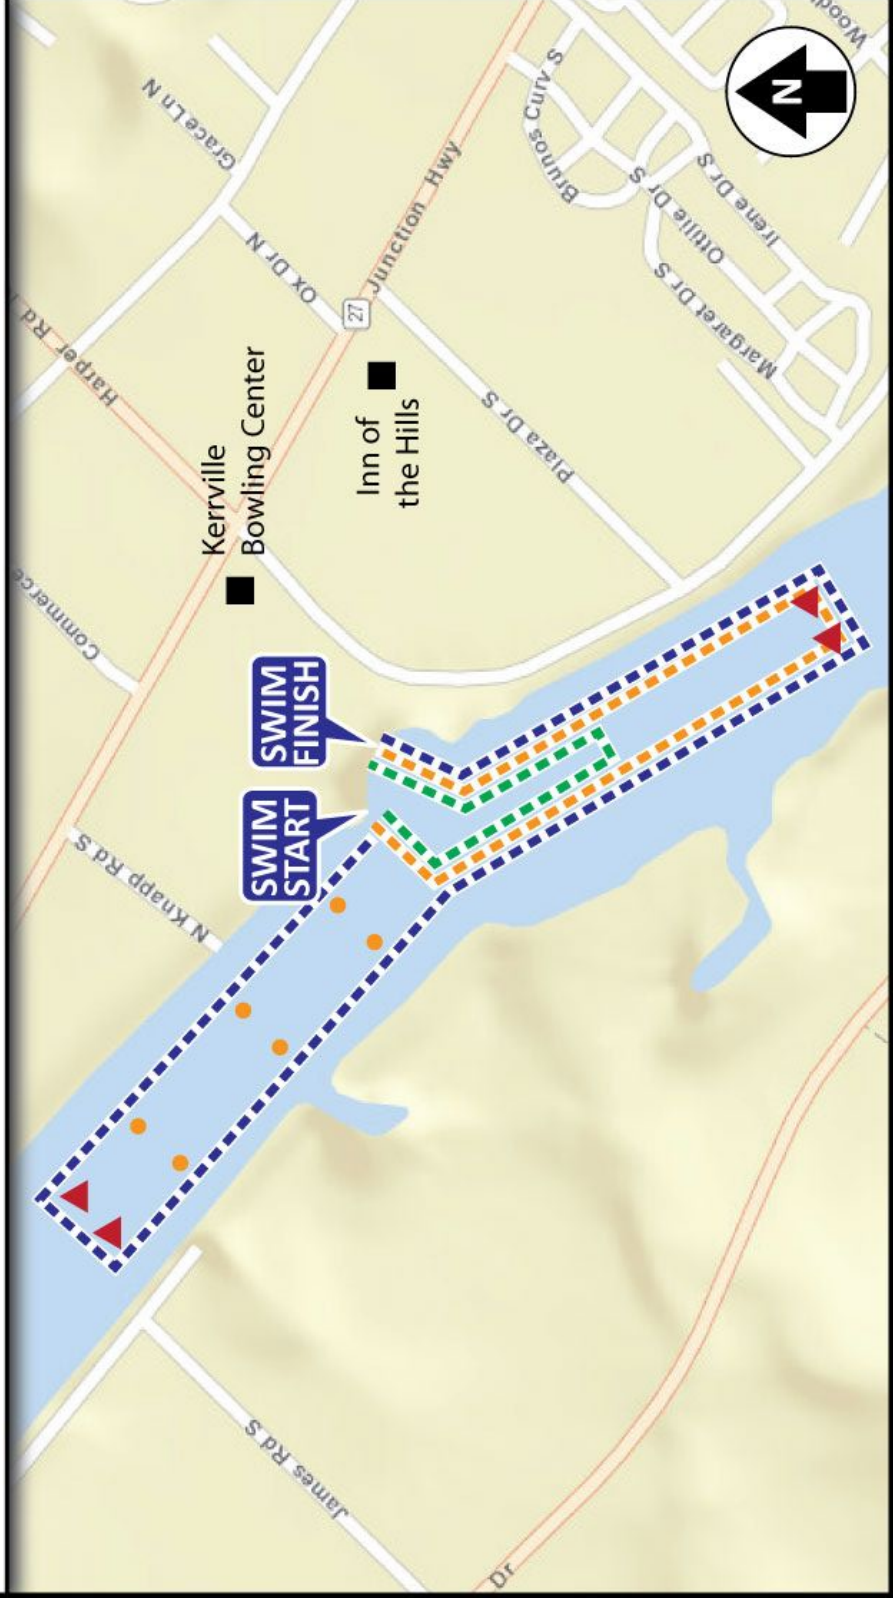 Grace Ln N
Ox Dr N
Harper Rd
27
Junction Hwy
Brunos Curv S
Ottilie Dr S
Irene Dr S
Margaret Dr S
Plaza Dr S
Commerce
Kerrville
Bowling Center
Inn of
the Hills
SWIM
FINISH
SWIM
START
N Knapp Rd S
James Rd S
Dr
N